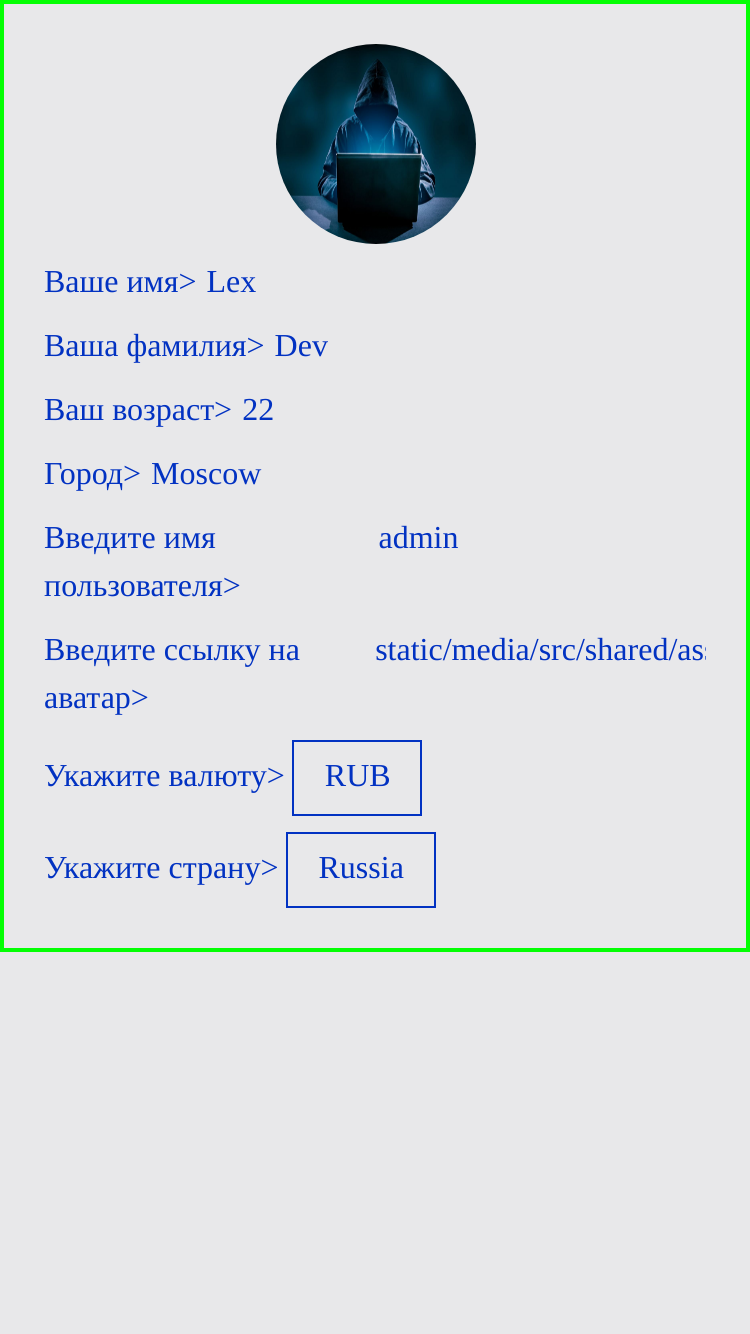 Ваше имя> Lex
Ваша фамилия> Dev
Ваш возраст> 22
Город> Moscow
Введите имя admin
пользователя>
Введите ссылку на static/media/src/shared/as
аватар>
Укажите валюту> RUB
Укажите страну> Russia